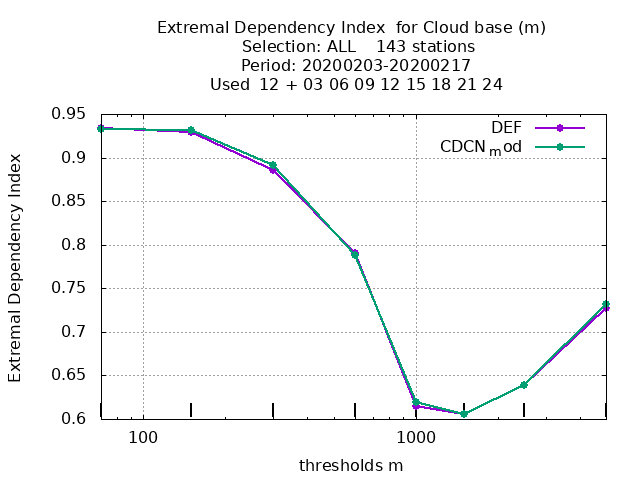 Extremal Dependency Index  for Cloud base (m)
Selection: ALL    143 stations
Period: 20200203-20200217
Used  12 + 03 06 09 12 15 18 21 24
DEF
CDCN_mod
Extremal Dependency Index
0.95
0.9
0.85
0.8
0.75
0.7
0.65
0.6
100
1000
thresholds m